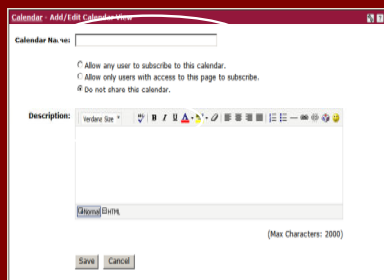 Calendar - Add/Edit Calendar View
Calendar Name:
Allow any user to subscribe to this calendar.
Allow only users with access to this page to subscribe.
Do not share this calendar.
Description:
Verdana Size B I U A
Normal HTML
(Max Characters: 2000)
Save Cancel